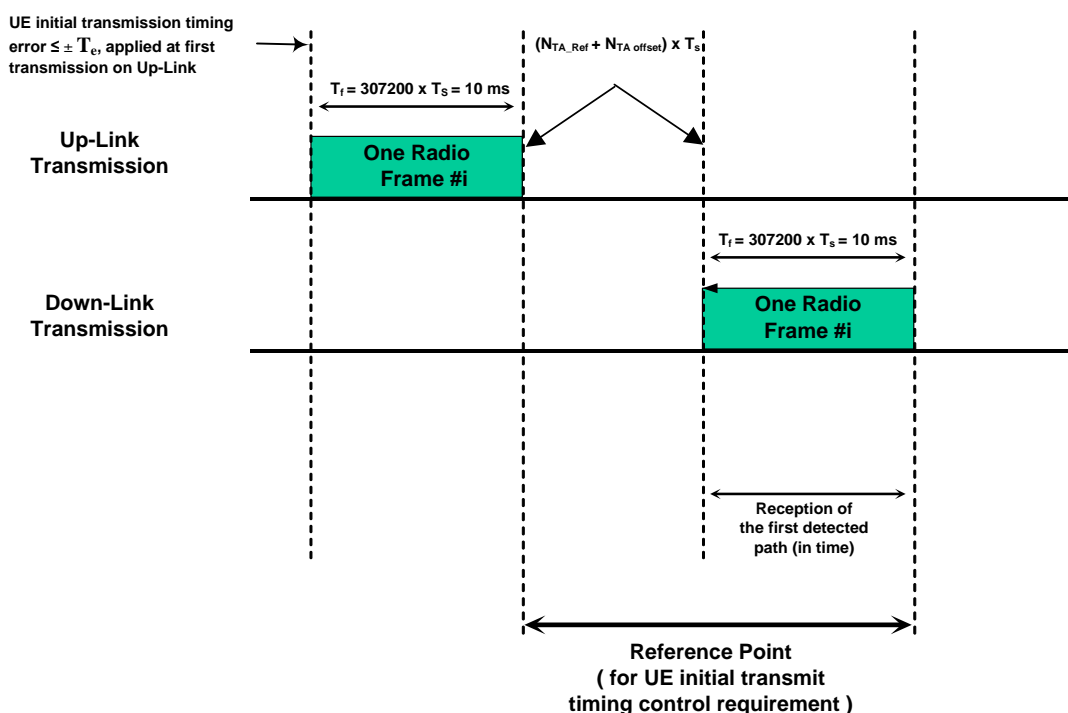 UE initial transmission timing
error ≤ ± Te, applied at first
transmission on Up-Link
(NTA_Ref + NTA offset) x Ts
Tf = 307200 x TS = 10 ms
Up-Link
Transmission
One Radio
Frame #i
Tf = 307200 x Ts = 10 ms
Down-Link
Transmission
One Radio
Frame #i
Reception of
the first detected
path (in time)
Reference Point
( for UE initial transmit
timing control requirement )